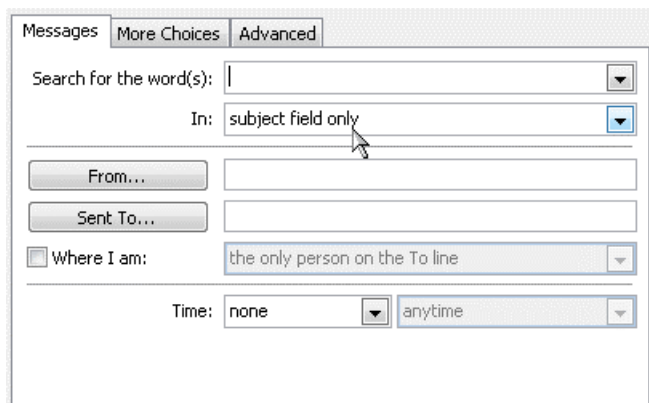 Messages More Choices Advanced
Search for the word(s):
In: subject field only
From...
Sent To...
Where I am: the only person on the To line
Time: none anytime